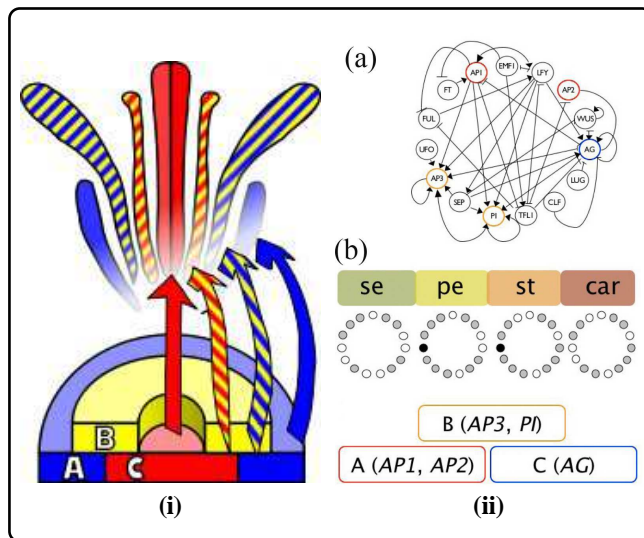 B
A
C
(i)
(a)
AP1
EMF1
LFY
FT
AP2
FUL
WUS
UFO
AG
AP3
LUG
SEP
CLF
PI
TFL1
(b)
se pe st car
B (AP3, PI)
A (AP1, AP2)
C (AG)
(ii)